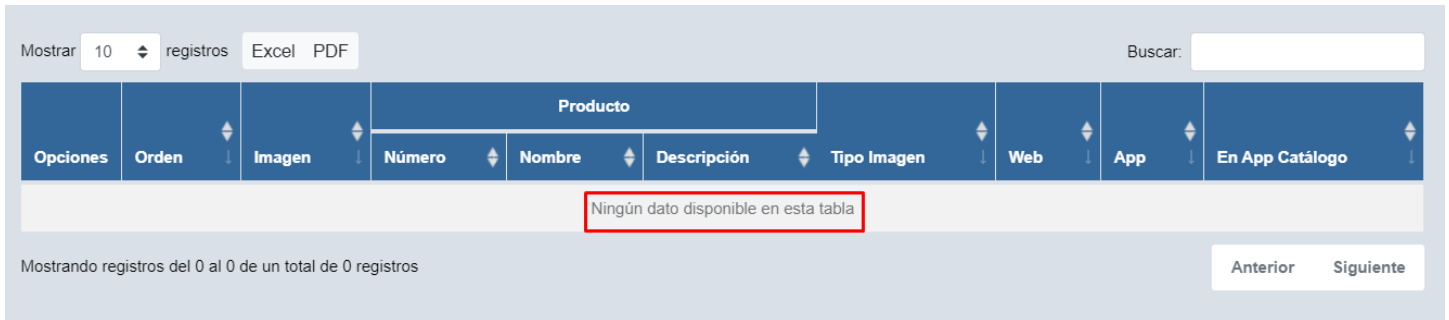 Mostrar 10 registros Excel PDF Buscar:
Producto
Opciones Orden Imagen Número Nombre Descripción Tipo Imagen Web App En App Catálogo
Ningún dato disponible en esta tabla
Mostrando registros del 0 al 0 de un total de 0 registros Anterior Siguiente